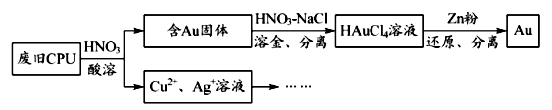 废旧CPU
HNO₃
酸溶
含Au固体
HNO₃-NaCl
溶金、分离
HAuCl₄溶液
Zn粉
还原、分离
Au
Cu²⁺、Ag⁺溶液
……